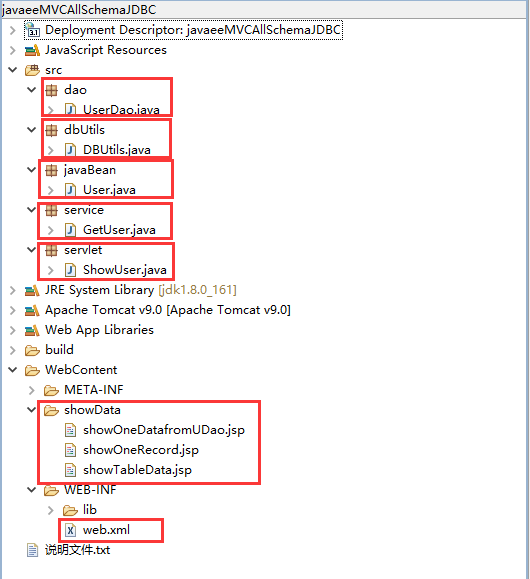 javaeeMVCAllSchemaJDBC
Deployment Descriptor: javaeeMVCAllSchemaJDBC
JavaScript Resources
src
dao
UserDao.java
dbUtils
DBUtils.java
javaBean
User.java
service
GetUser.java
servlet
ShowUser.java
JRE System Library [jdk1.8.0_161]
Apache Tomcat v9.0 [Apache Tomcat v9.0]
Web App Libraries
build
WebContent
META-INF
showData
showOneDatafromUDao.jsp
showOneRecord.jsp
showTableData.jsp
WEB-INF
lib
web.xml
说明文件.txt